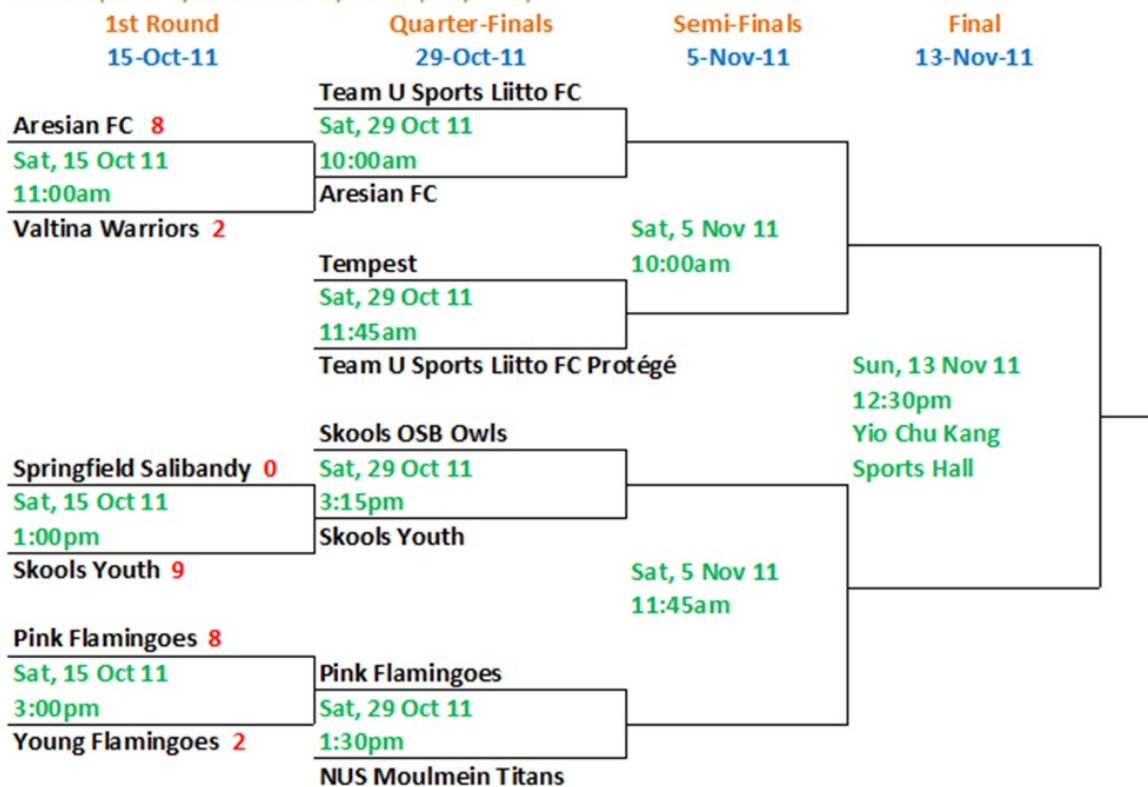 1st Round
15-Oct-11
Quarter-Finals
29-Oct-11
Semi-Finals
5-Nov-11
Final
13-Nov-11
Aresian FC 8
Sat, 15 Oct 11
11:00am
Valtina Warriors 2
Springfield Salibandy 0
Sat, 15 Oct 11
1:00pm
Skools Youth 9
Pink Flamingoes 8
Sat, 15 Oct 11
3:00pm
Young Flamingoes 2
Team U Sports Liitto FC
Sat, 29 Oct 11
10:00am
Aresian FC
Tempest
Sat, 29 Oct 11
11:45am
Team U Sports Liitto FC Protégé
Skools OSB Owls
Sat, 29 Oct 11
3:15pm
Skools Youth
Pink Flamingoes
Sat, 29 Oct 11
1:30pm
NUS Moulmein Titans
Sat, 5 Nov 11
10:00am
Sat, 5 Nov 11
11:45am
Sun, 13 Nov 11
12:30pm
Yio Chu Kang
Sports Hall